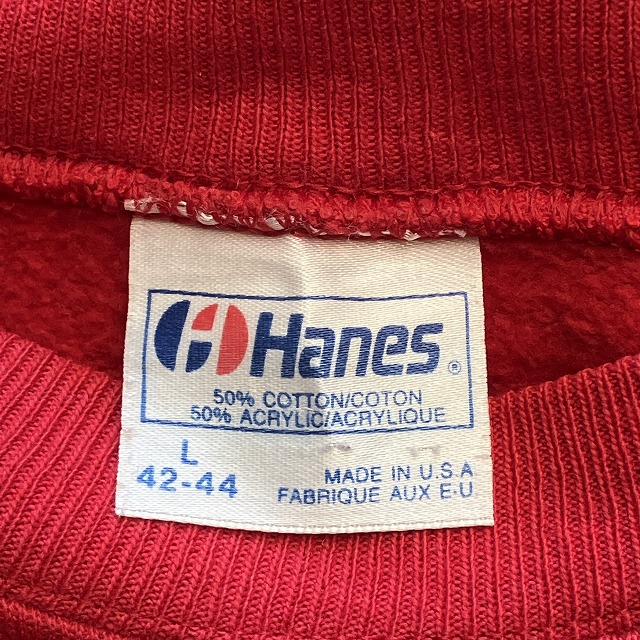 Hanes®
50% COTTON/COTON
50% ACRYLIC/ACRYLIQUE
L
42-44
MADE IN U.S.A
FABRIQUE AUX E-U.